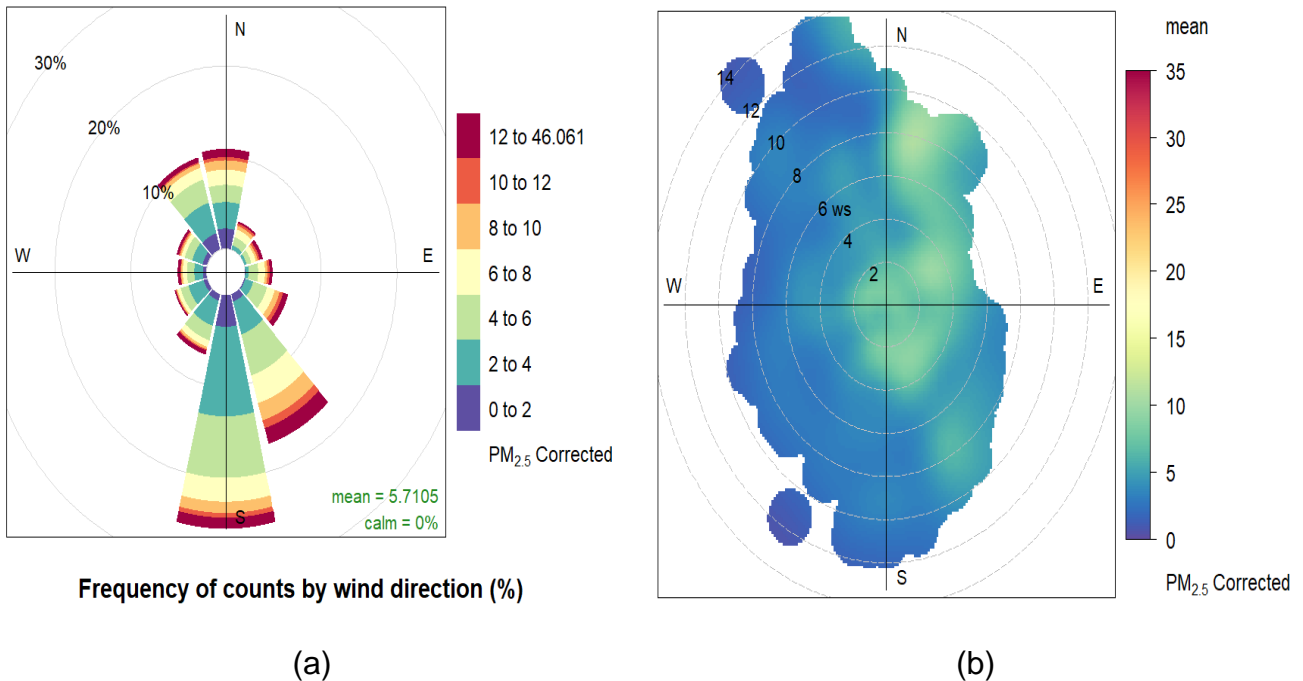 N
30%
20%
10%
W
E
S
mean = 5.7105
calm = 0%
12 to 46.061
10 to 12
8 to 10
6 to 8
4 to 6
2 to 4
0 to 2
PM2.5 Corrected
Frequency of counts by wind direction (%)
(a)
N
14
12
10
8
6 ws
4
2
W
E
S
mean
35
30
25
20
15
10
5
0
PM2.5 Corrected
(b)